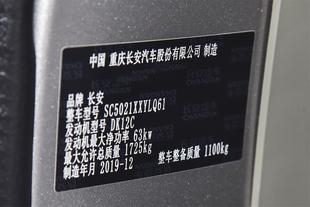 中国 重庆长安汽车股份有限公司 制造
品牌 长安
整车型号 SC5021XXYLQ61
发动机型号 DK12C
发动机最大净功率 63kw
最大允许总质量 1725kg
整车整备质量 1100kg
制造年月 2019-12